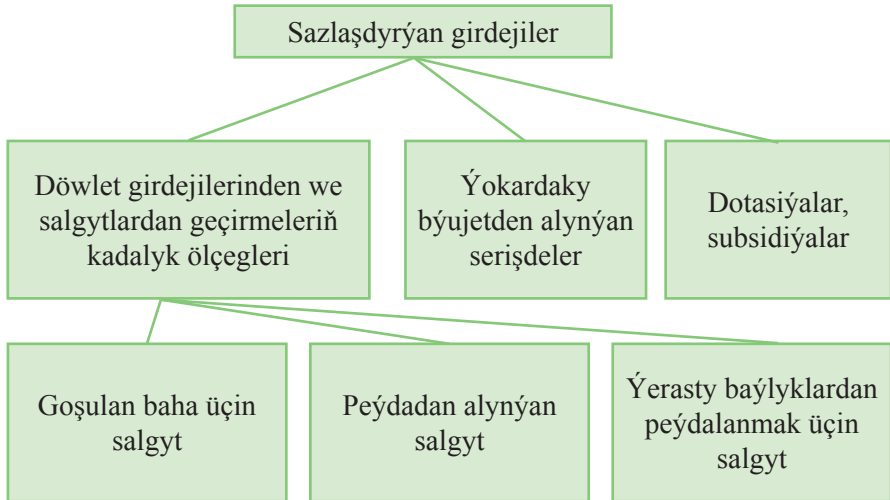 Sazlaşdyrýan girdejiler
Döwlet girdejilerinden we
salgytlardan geçirmeleriň
kadalyk ölçegleri
Ýokardaky
býujetden alynýan
serişdeler
Dotasiýalar,
subsidiýalar
Goşulan baha üçin
salgyt
Peýdadan alynýan
salgyt
Ýerasty baýlyklardan
peýdalanmak üçin
salgyt